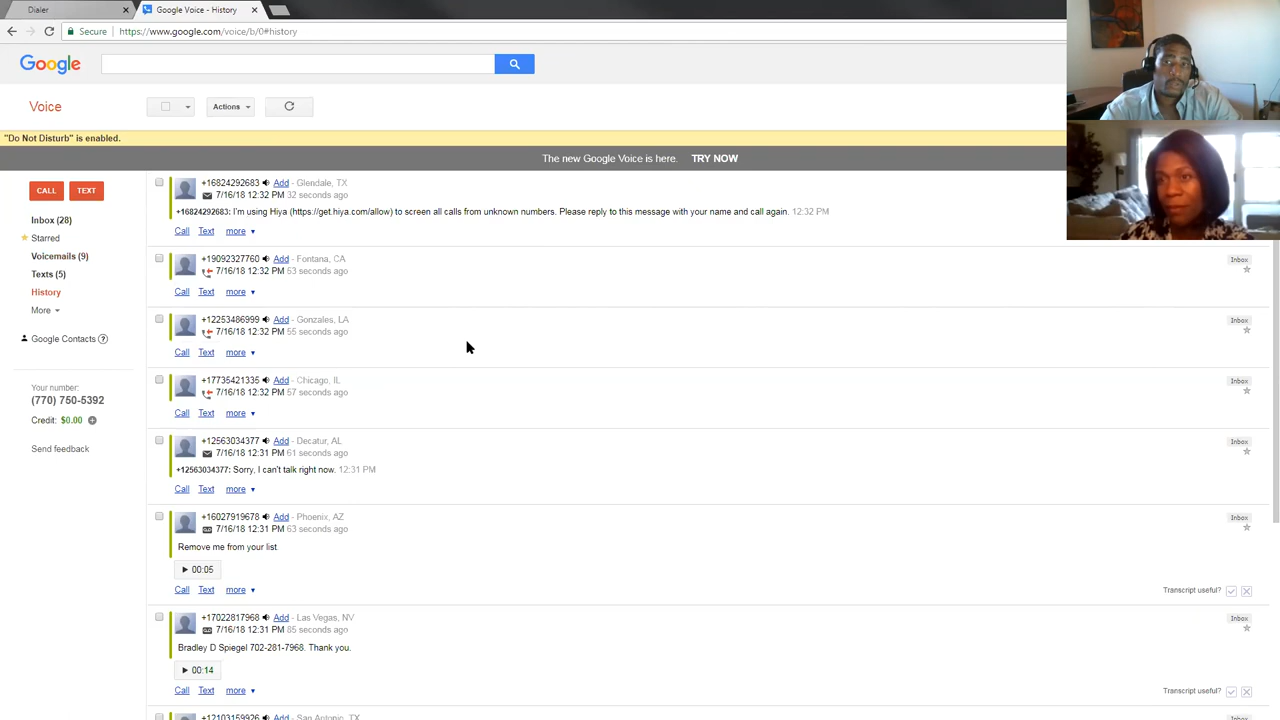 Dialer
Google Voice - History
Secure https://www.google.com/voice/b/0#history
Google
Voice
Actions
"Do Not Disturb" is enabled.
The new Google Voice is here. TRY NOW
CALL TEXT
Inbox (28)
Starred
Voicemails (9)
Texts (5)
History
More
Google Contacts (?)
Your number:
(770) 750-5392
Credit: $0.00
Send feedback
+16824292683 Add - Glendale, TX
7/16/18 12:32 PM 32 seconds ago
+16824292683: I'm using Hiya (https://get.hiya.com/allow) to screen all calls from unknown numbers. Please reply to this message with your name and call again. 12:32 PM
Call Text more
+19092327760 Add - Fontana, CA Inbox
7/16/18 12:32 PM 53 seconds ago
Call Text more
+12253486999 Add - Gonzales, LA Inbox
7/16/18 12:32 PM 55 seconds ago
Call Text more
+17735421335 Add - Chicago, IL Inbox
7/16/18 12:32 PM 57 seconds ago
Call Text more
+12563034377 Add - Decatur, AL Inbox
7/16/18 12:31 PM 61 seconds ago
+12563034377: Sorry, I can't talk right now. 12:31 PM
Call Text more
+16027919678 Add - Phoenix, AZ Inbox
7/16/18 12:31 PM 63 seconds ago
Remove me from your list.
00:05
Call Text more Transcript useful?
+17022817968 Add - Las Vegas, NV Inbox
7/16/18 12:31 PM 85 seconds ago
Bradley D Spiegel 702-281-7968. Thank you.
00:14
Call Text more Transcript useful?
+12103159926 Add - San Antonio, TX